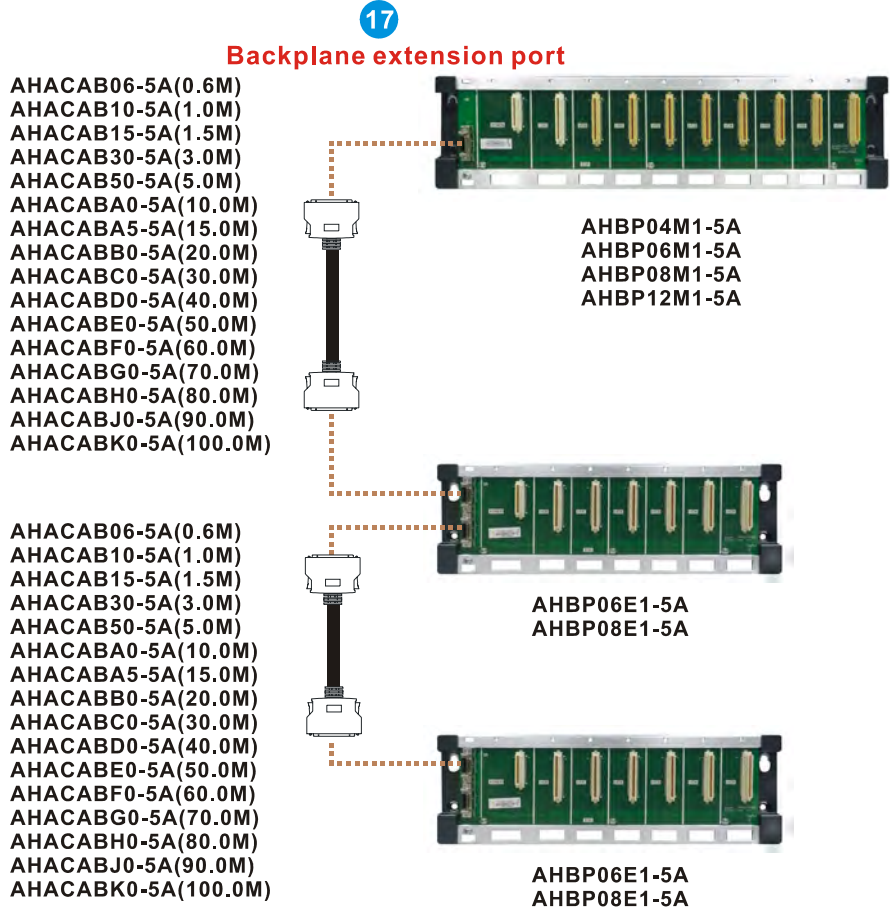 17
Backplane extension port
AHACAB06-5A(0.6M)
AHACAB10-5A(1.0M)
AHACAB15-5A(1.5M)
AHACAB30-5A(3.0M)
AHACAB50-5A(5.0M)
AHACABA0-5A(10.0M)
AHACABA5-5A(15.0M)
AHACABB0-5A(20.0M)
AHACABC0-5A(30.0M)
AHACABD0-5A(40.0M)
AHACABE0-5A(50.0M)
AHACABF0-5A(60.0M)
AHACABG0-5A(70.0M)
AHACABH0-5A(80.0M)
AHACABJ0-5A(90.0M)
AHACABK0-5A(100.0M)
AHBP04M1-5A
AHBP06M1-5A
AHBP08M1-5A
AHBP12M1-5A
AHBP06E1-5A
AHBP08E1-5A
AHACAB06-5A(0.6M)
AHACAB10-5A(1.0M)
AHACAB15-5A(1.5M)
AHACAB30-5A(3.0M)
AHACAB50-5A(5.0M)
AHACABA0-5A(10.0M)
AHACABA5-5A(15.0M)
AHACABB0-5A(20.0M)
AHACABC0-5A(30.0M)
AHACABD0-5A(40.0M)
AHACABE0-5A(50.0M)
AHACABF0-5A(60.0M)
AHACABG0-5A(70.0M)
AHACABH0-5A(80.0M)
AHACABJ0-5A(90.0M)
AHACABK0-5A(100.0M)
AHBP06E1-5A
AHBP08E1-5A